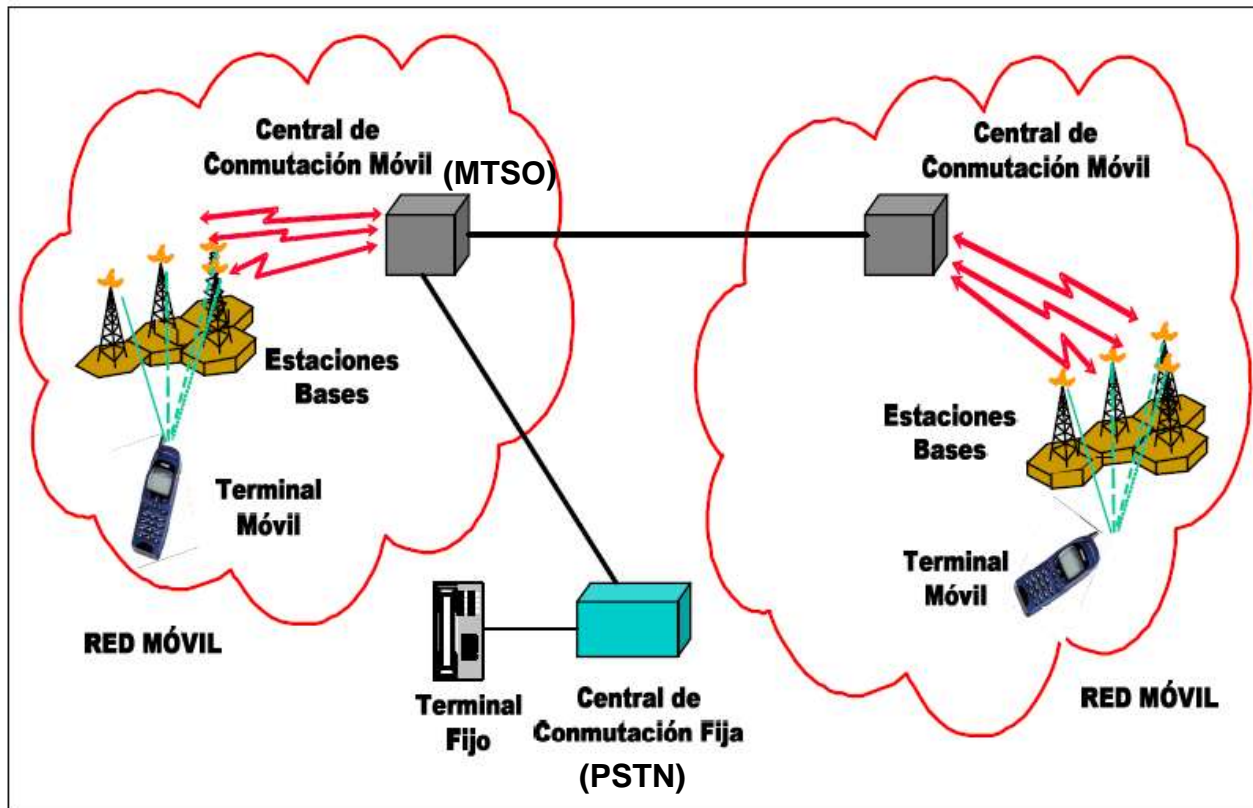 Central de
Conmutación Móvil (MTSO)
Estaciones
Bases
Terminal
Móvil
RED MÓVIL
Terminal
Fijo
Central de
Conmutación Fija
(PSTN)
Central de
Conmutación Móvil
Estaciones
Bases
Terminal
Móvil
RED MÓVIL